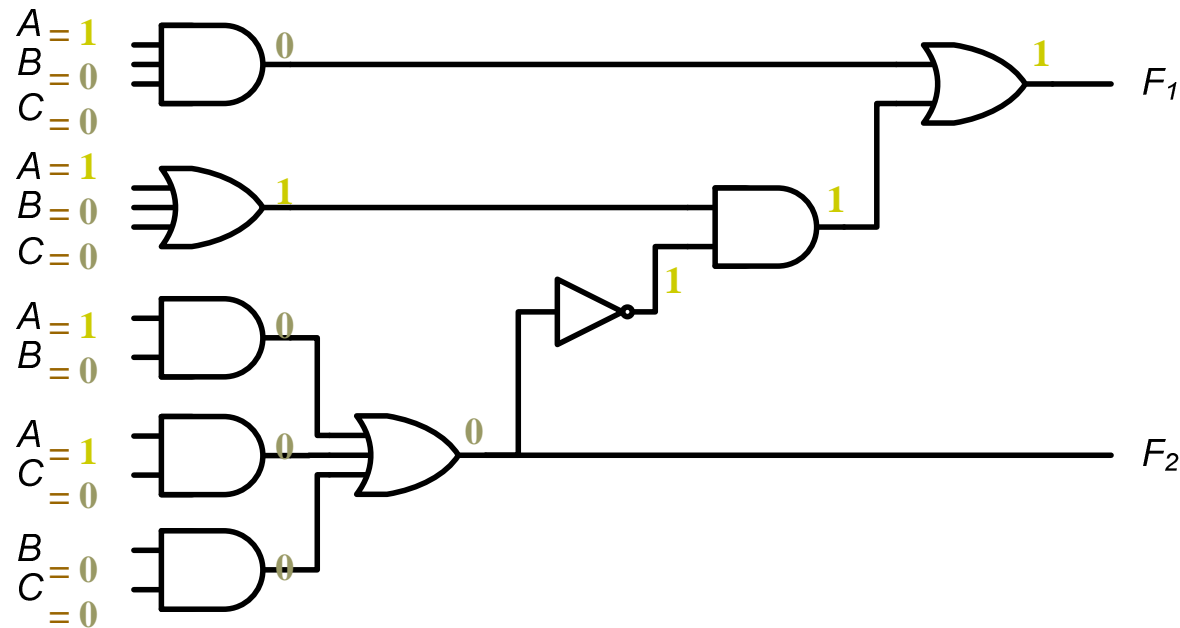 A = 1
B = 0
C = 0
0
1
F1
A = 1
B = 0
C = 0
1
1
1
A = 1
B = 0
0
A = 1
C = 0
0
0
F2
B = 0
C = 0
0